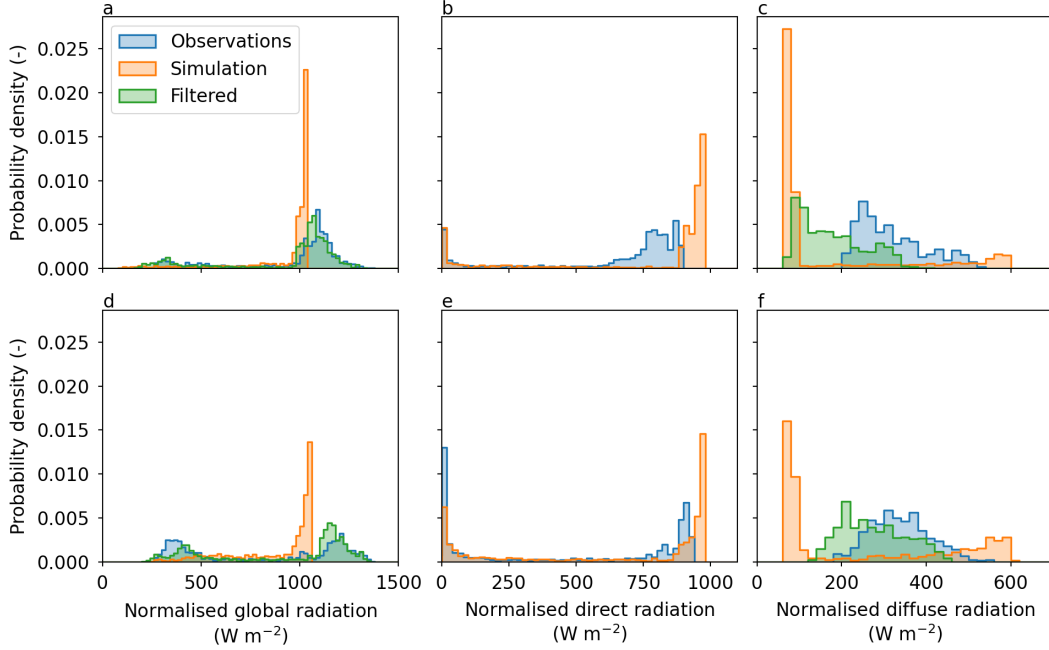 a
b
c
Observations
Simulation
Filtered
Probability density (-)
0.025
0.020
0.015
0.010
0.005
0.000
d
e
f
Probability density (-)
0.025
0.020
0.015
0.010
0.005
0.000
0 500 1000 1500
0 250 500 750 1000
0 200 400 600
Normalised global radiation
(W m⁻²)
Normalised direct radiation
(W m⁻²)
Normalised diffuse radiation
(W m⁻²)